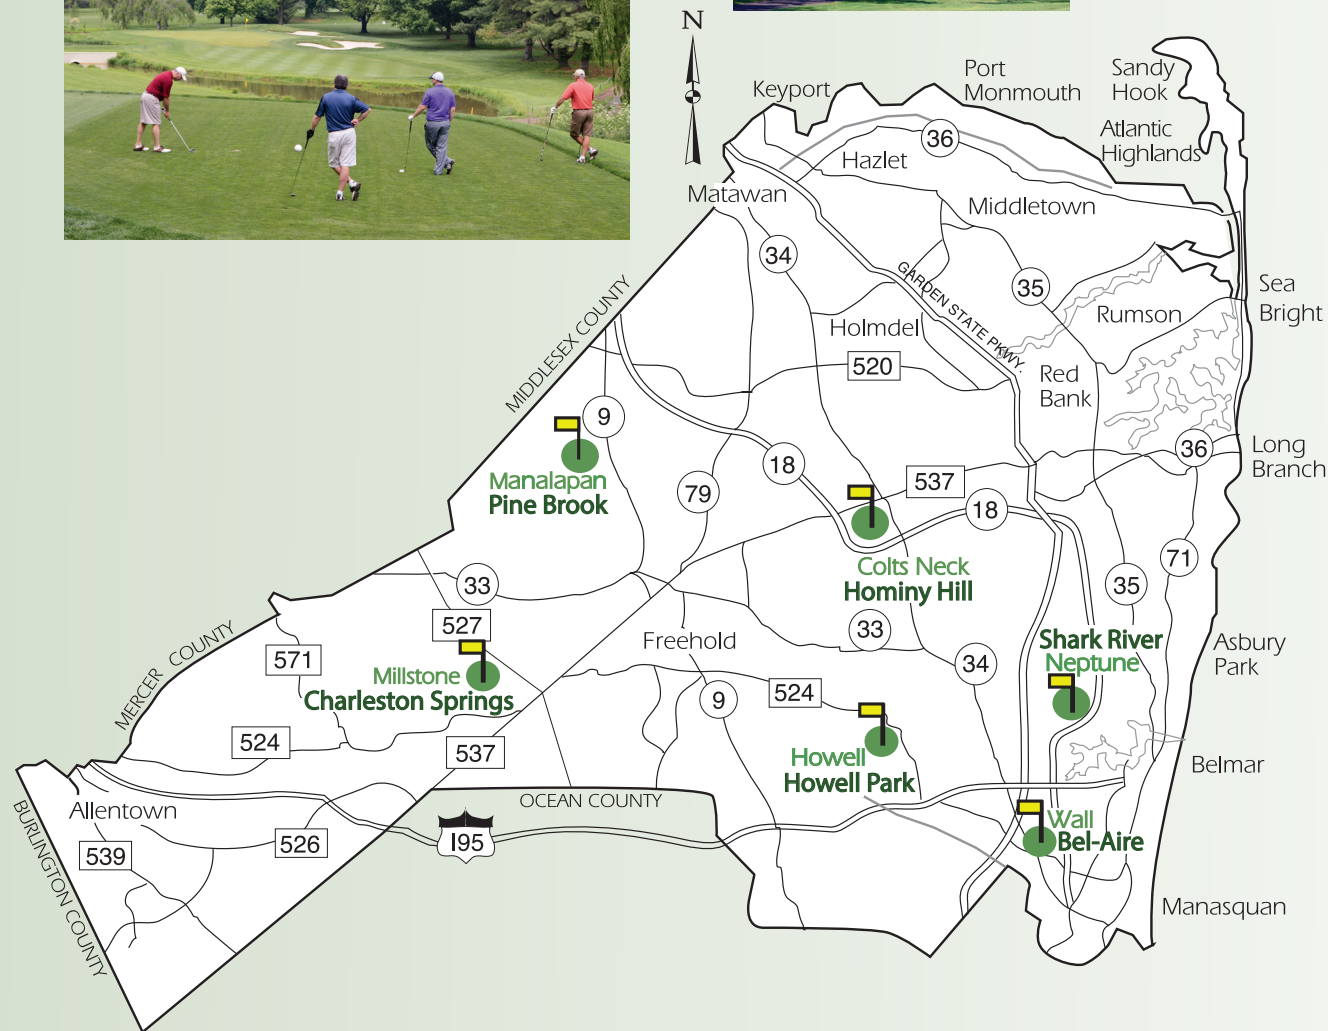 N
Keyport
Port
Monmouth
Sandy
Hook
Atlantic
Highlands
36
Hazlet
Matawan
Middletown
34
35
GARDEN STATE PKWY.
Sea
Bright
Rumson
Holmdel
MIDDLESEX COUNTY
520
Red
Bank
9
Manalapan
Pine Brook
18
79
537
18
36
Long
Branch
71
Colts Neck
Hominy Hill
33
35
527
33
Freehold
Shark River
Neptune
Asbury
Park
MERCER COUNTY
571
34
Millstone
Charleston Springs
9
524
524
537
Howell
Howell Park
Belmar
OCEAN COUNTY
Allentown
BURLINGTON COUNTY
539
526
I95
Wall
Bel-Aire
Manasquan